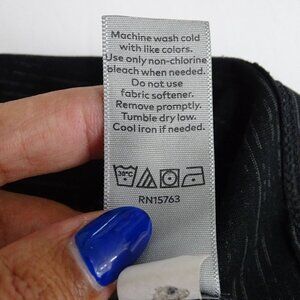 Machine wash cold
with like colors.
Use only non-chlorine
bleach when needed.
Do not use
fabric softener.
Remove promptly.
Tumble dry low.
Cool iron if needed.
30°C
RN15763